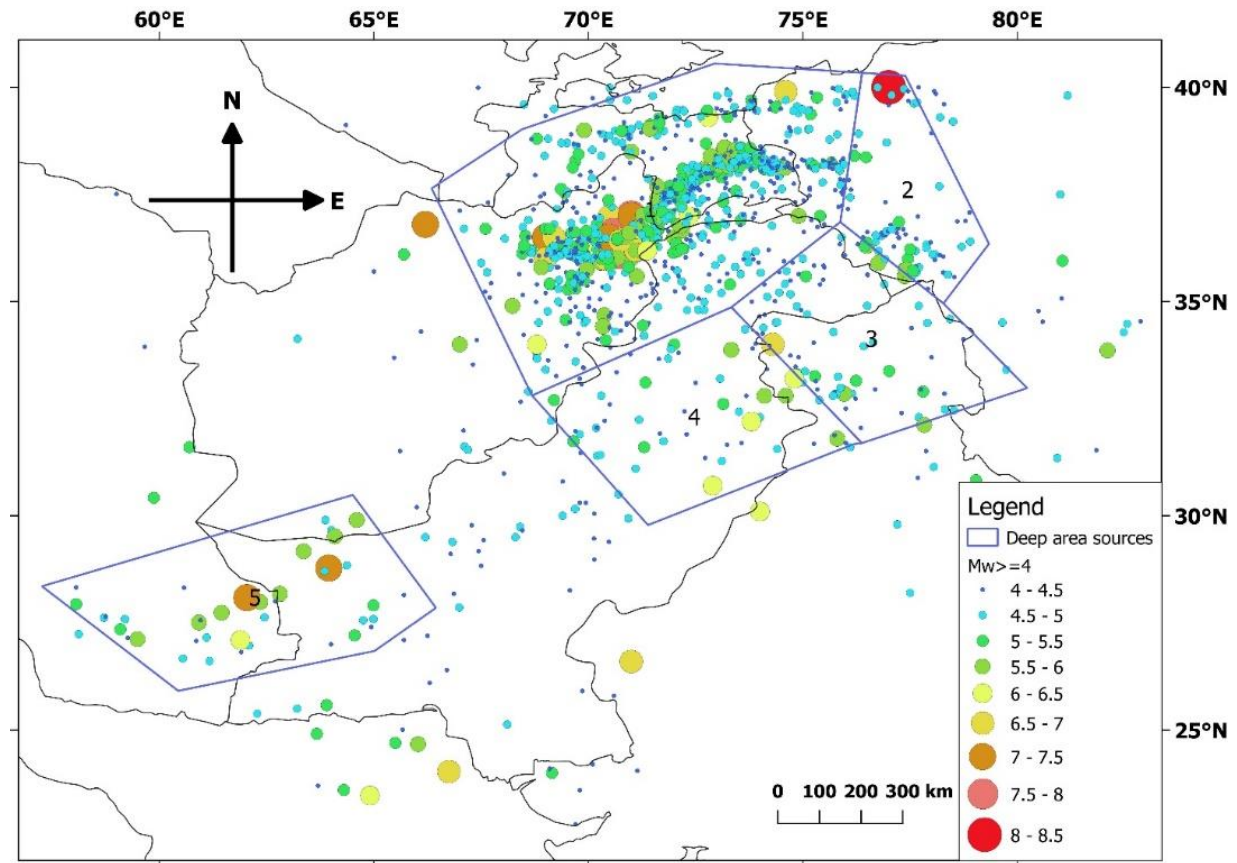 60°E 65°E 70°E 75°E 80°E
40°N
N
E
2
1
35°N
3
4
30°N
5
25°N
0 100 200 300 km
Legend
Deep area sources
Mw>=4
4 - 4.5
4.5 - 5
5 - 5.5
5.5 - 6
6 - 6.5
6.5 - 7
7 - 7.5
7.5 - 8
8 - 8.5